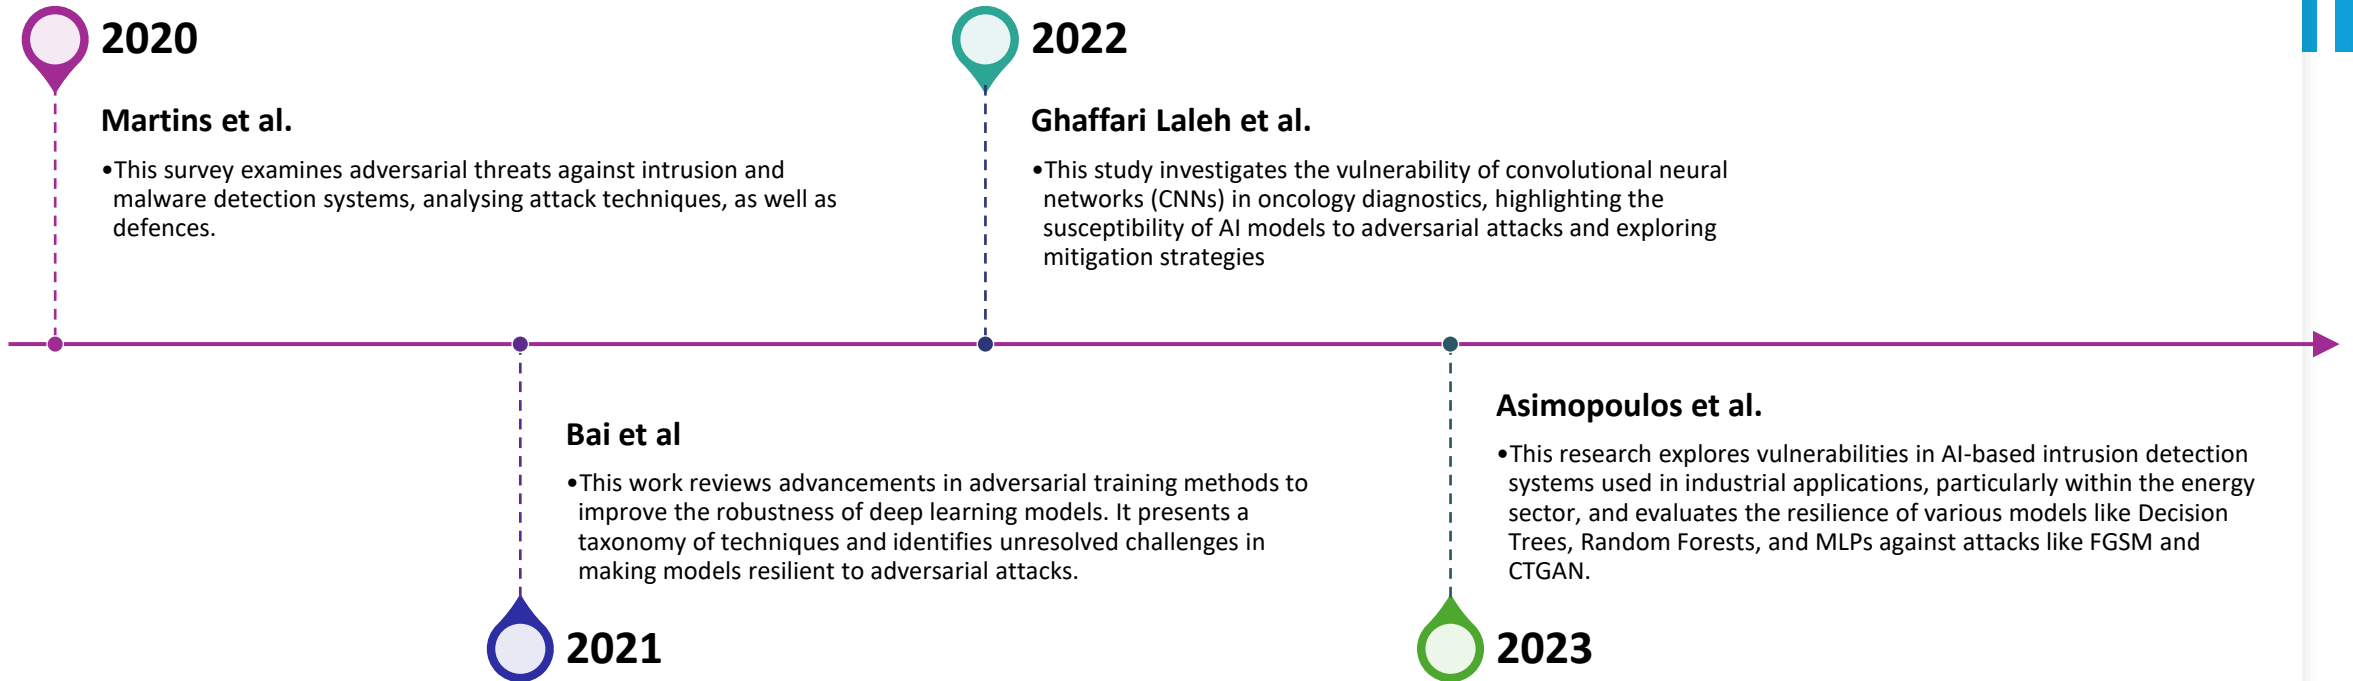 2020
Martins et al.
•This survey examines adversarial threats against intrusion and
malware detection systems, analysing attack techniques, as well as
defences.
Bai et al
•This work reviews advancements in adversarial training methods to
improve the robustness of deep learning models. It presents a
taxonomy of techniques and identifies unresolved challenges in
making models resilient to adversarial attacks.
2021
2022
Ghaffari Laleh et al.
•This study investigates the vulnerability of convolutional neural
networks (CNNs) in oncology diagnostics, highlighting the
susceptibility of AI models to adversarial attacks and exploring
mitigation strategies
Asimopoulos et al.
•This research explores vulnerabilities in AI-based intrusion detection
systems used in industrial applications, particularly within the energy
sector, and evaluates the resilience of various models like Decision
Trees, Random Forests, and MLPs against attacks like FGSM and
CTGAN.
2023